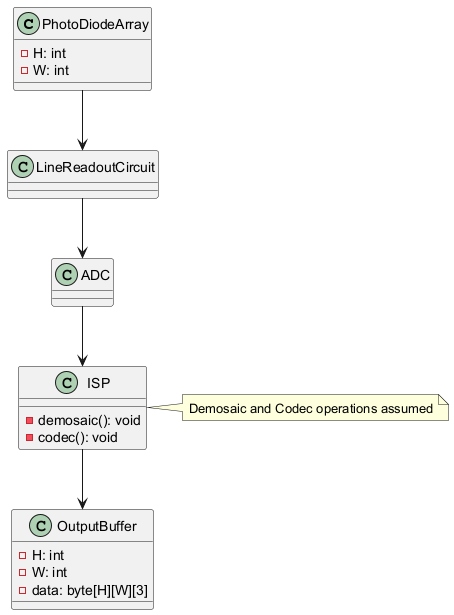 C PhotoDiodeArray
H: int
W: int
C LineReadoutCircuit
C ADC
C ISP
demosaic(): void
codec(): void
Demosaic and Codec operations assumed
C OutputBuffer
H: int
W: int
data: byte[H][W][3]